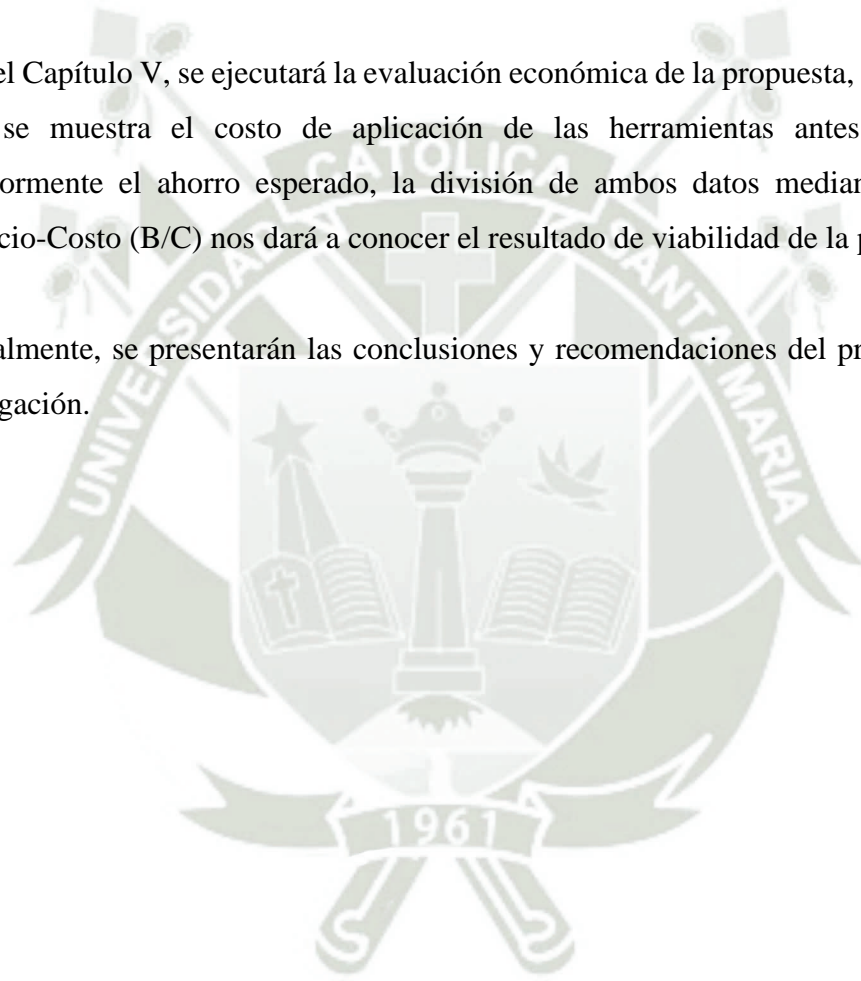 el Capítulo V, se ejecutará la evaluación económica de la propuesta,
se muestra el costo de aplicación de las herramientas antes
ormente el ahorro esperado, la división de ambos datos median
cio-Costo (B/C) nos dará a conocer el resultado de viabilidad de la p
almente, se presentarán las conclusiones y recomendaciones del pr
gación.
UNIVERSIDAD CATOLICA SANTA MARIA
1961